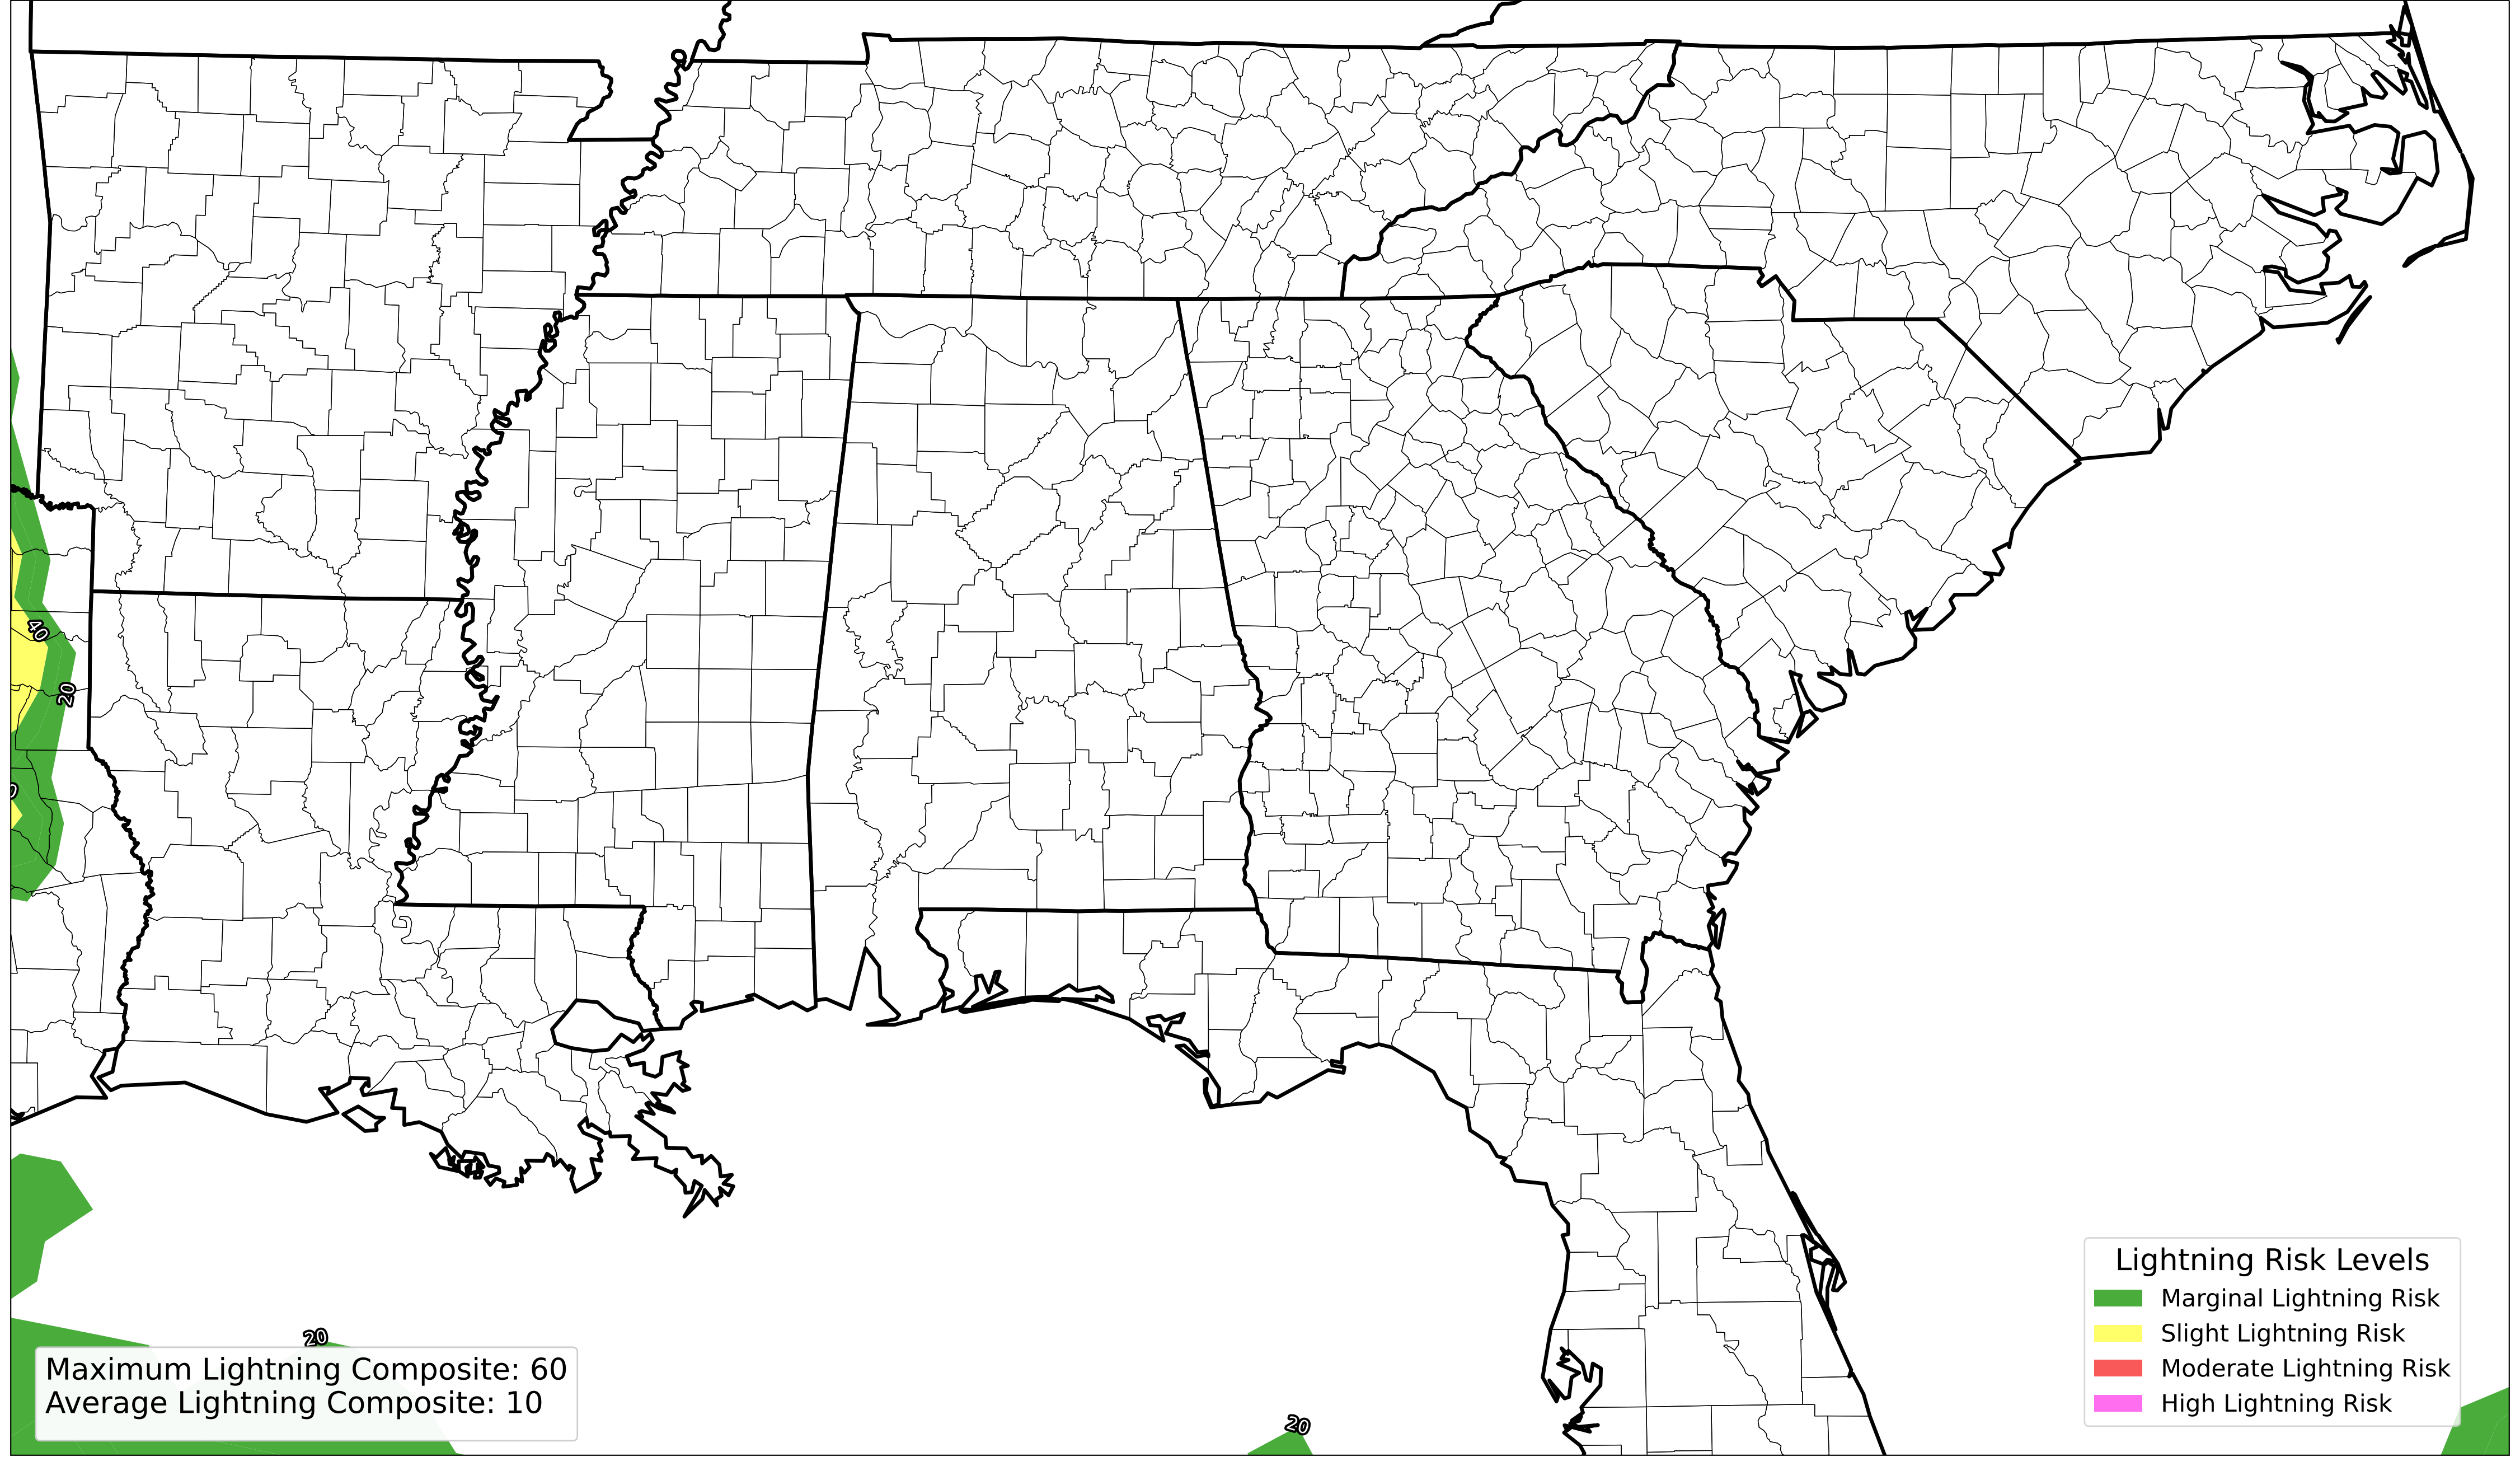 40
20
20
Maximum Lightning Composite: 60
Average Lightning Composite: 10
20
Lightning Risk Levels
Marginal Lightning Risk
Slight Lightning Risk
Moderate Lightning Risk
High Lightning Risk